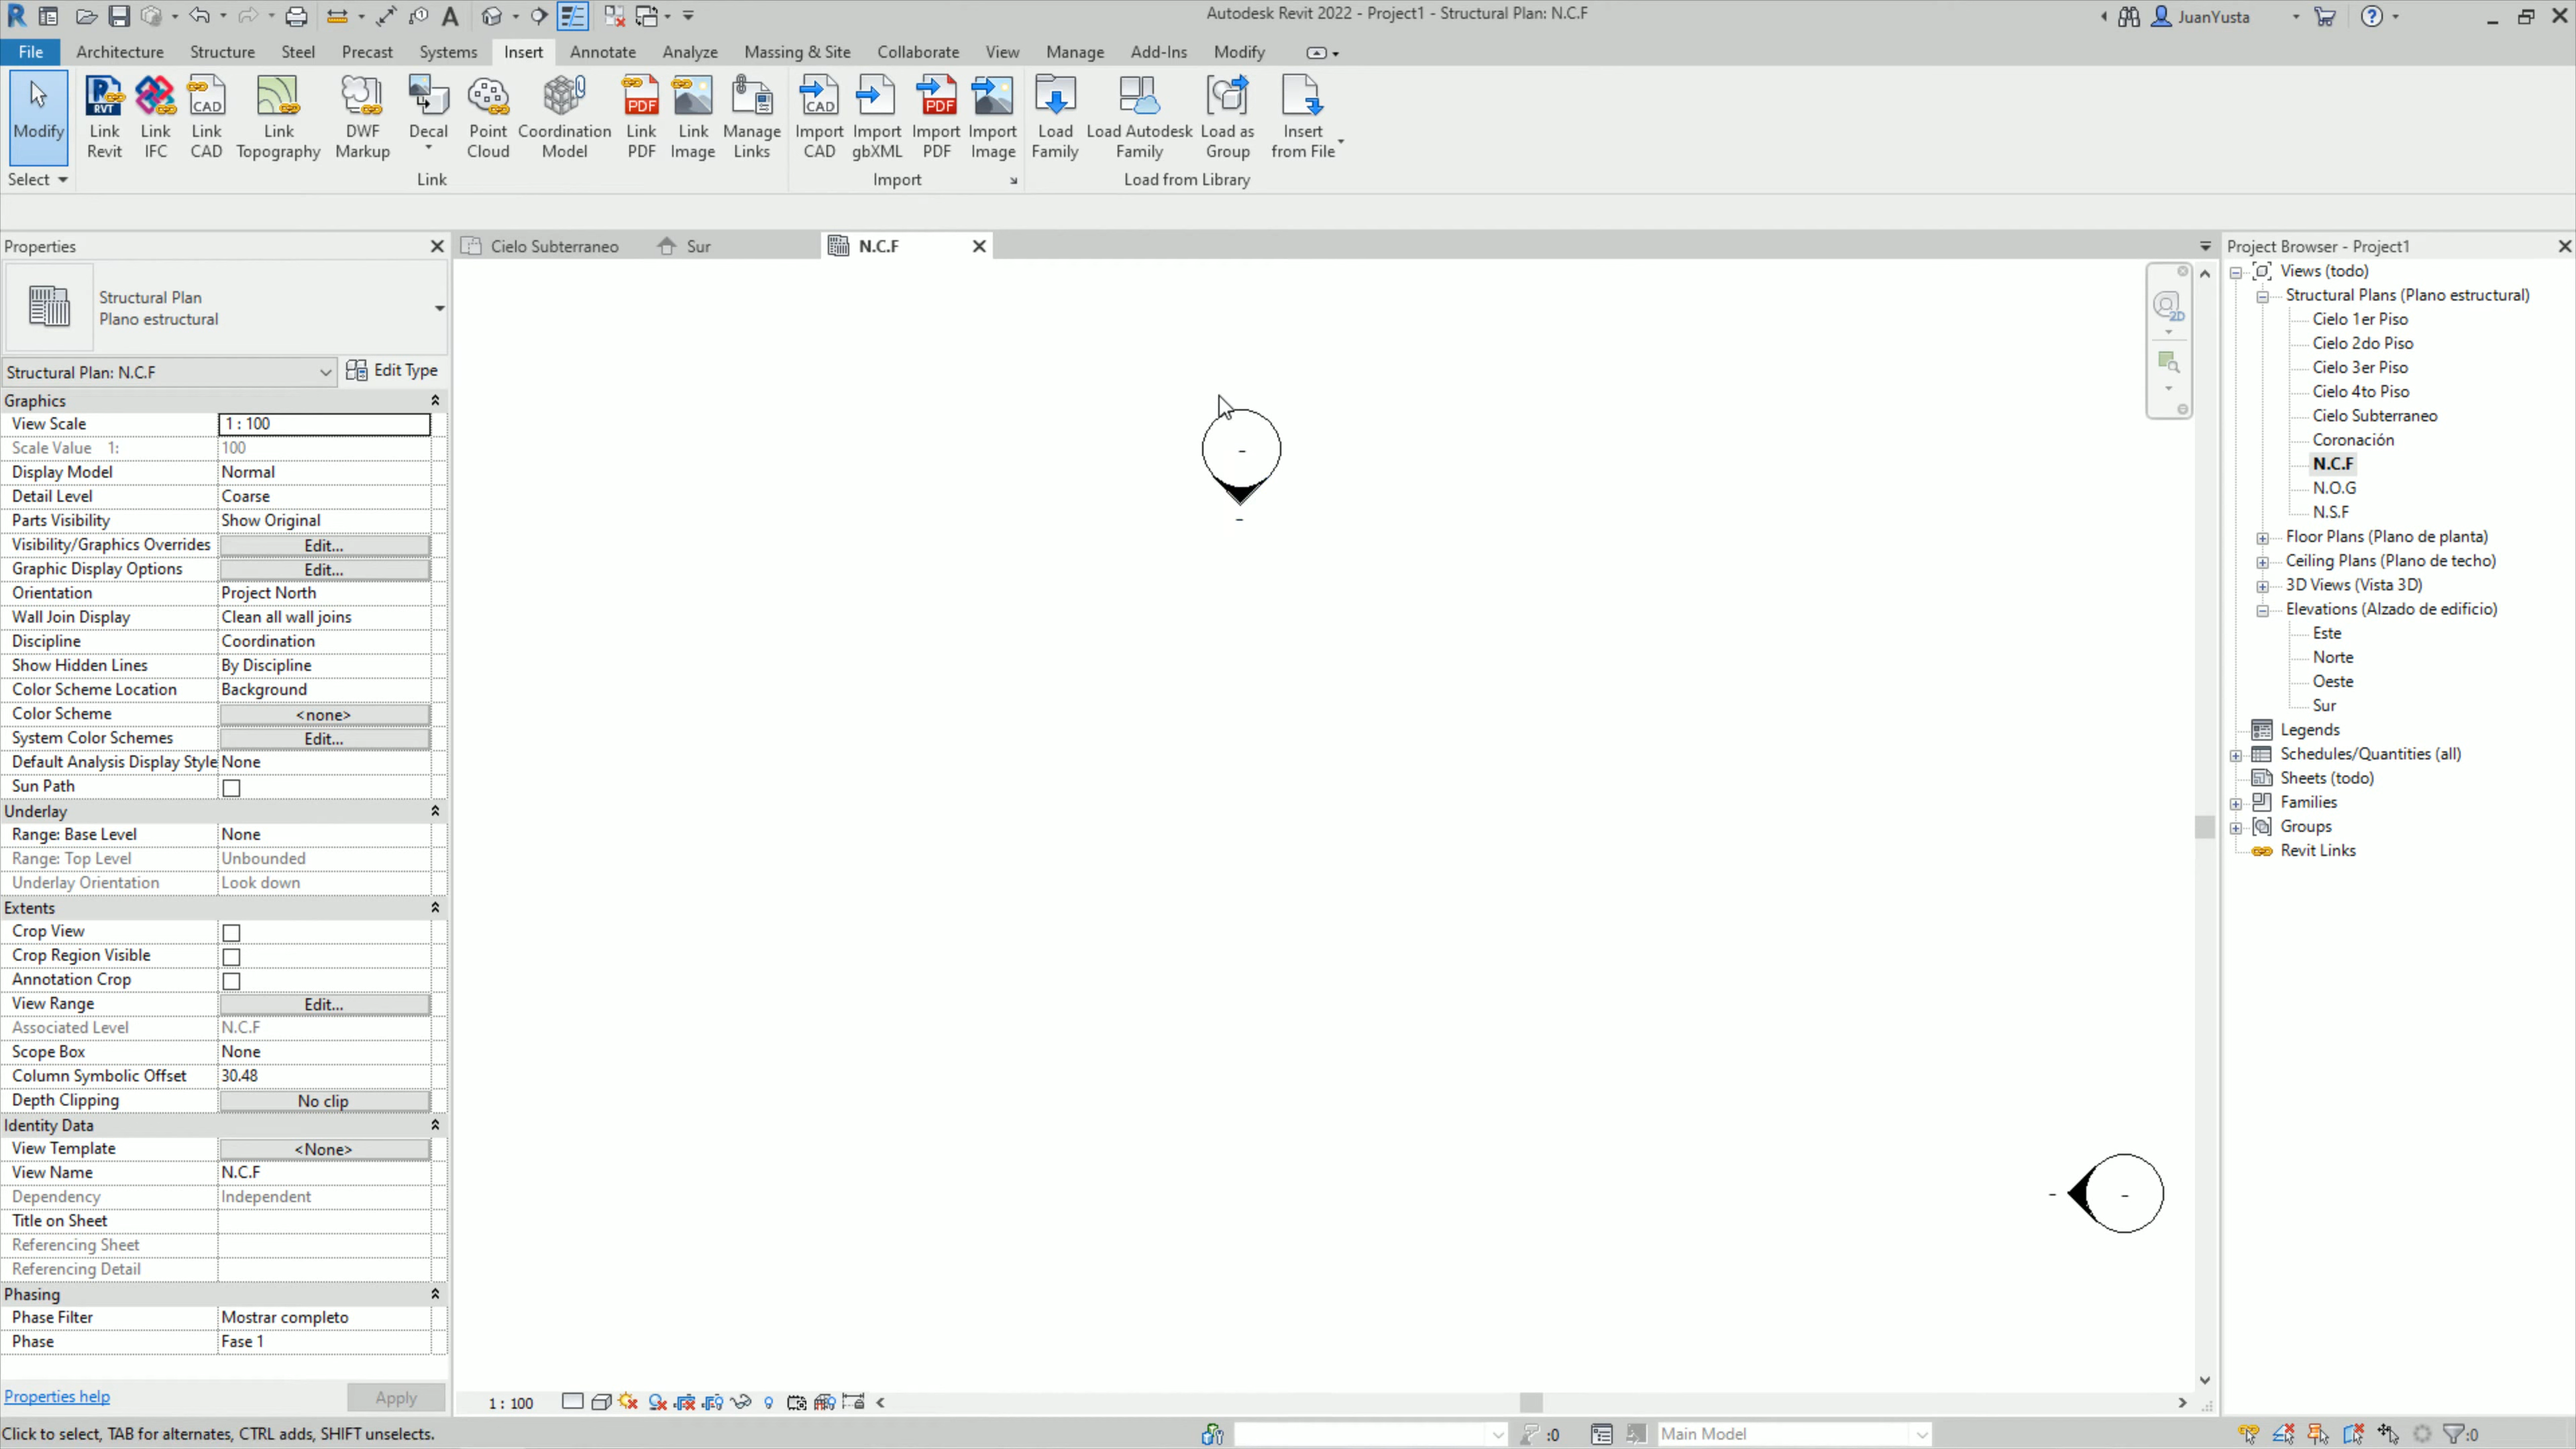 Autodesk Revit 2022 - Project1 - Structural Plan: N.C.F
JuanYusta
File Architecture Structure Steel Precast Systems Insert Annotate Analyze Massing & Site Collaborate View Manage Add-Ins Modify
Modify
Link Revit
Link IFC
Link CAD
Link Topography
DWF Markup
Decal
Point Cloud
Coordination Model
Link PDF
Link Image
Manage Links
Import CAD
Import gbXML
Import PDF
Import Image
Load Family
Load Autodesk Family
Load as Group
Insert from File
Select
Link
Import
Load from Library
Properties
Cielo Subterraneo
Sur
N.C.F
Project Browser - Project1
Structural Plan
Plano estructural
Structural Plan: N.C.F
Edit Type
Graphics
View Scale 1 : 100
Scale Value 1: 100
Display Model Normal
Detail Level Coarse
Parts Visibility Show Original
Visibility/Graphics Overrides Edit...
Graphic Display Options Edit...
Orientation Project North
Wall Join Display Clean all wall joins
Discipline Coordination
Show Hidden Lines By Discipline
Color Scheme Location Background
Color Scheme <none>
System Color Schemes Edit...
Default Analysis Display Style None
Sun Path
Underlay
Range: Base Level None
Range: Top Level Unbounded
Underlay Orientation Look down
Extents
Crop View
Crop Region Visible
Annotation Crop
View Range Edit...
Associated Level N.C.F
Scope Box None
Column Symbolic Offset 30.48
Depth Clipping No clip
Identity Data
View Template <None>
View Name N.C.F
Dependency Independent
Title on Sheet
Referencing Sheet
Referencing Detail
Phasing
Phase Filter Mostrar completo
Phase Fase 1
Properties help
Apply
2D
Views (todo)
Structural Plans (Plano estructural)
Cielo 1er Piso
Cielo 2do Piso
Cielo 3er Piso
Cielo 4to Piso
Cielo Subterraneo
Coronación
N.C.F
N.O.G
N.S.F
Floor Plans (Plano de planta)
Ceiling Plans (Plano de techo)
3D Views (Vista 3D)
Elevations (Alzado de edificio)
Este
Norte
Oeste
Sur
Legends
Schedules/Quantities (all)
Sheets (todo)
Families
Groups
Revit Links
1 : 100
Click to select, TAB for alternates, CTRL adds, SHIFT unselects.
:0
Main Model
:0